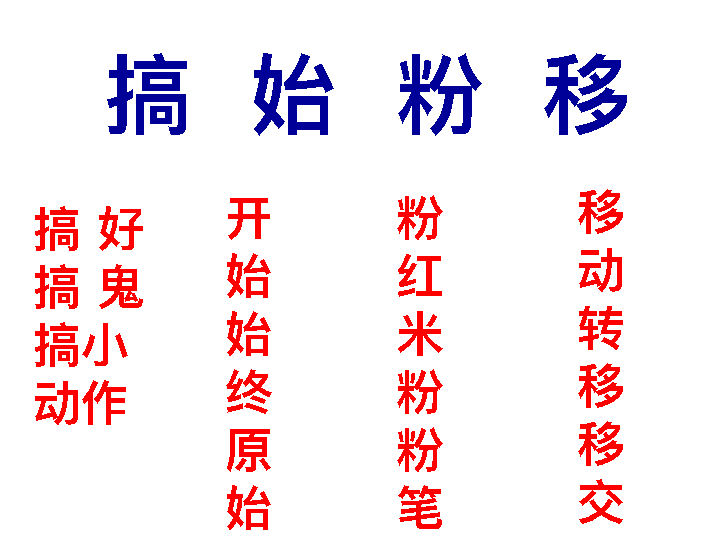 搞 始 粉 移
搞 好
搞 鬼
搞小
动作
开
始
始
终
原
始
粉
红
米
粉
粉
笔
移
动
转
移
移
交